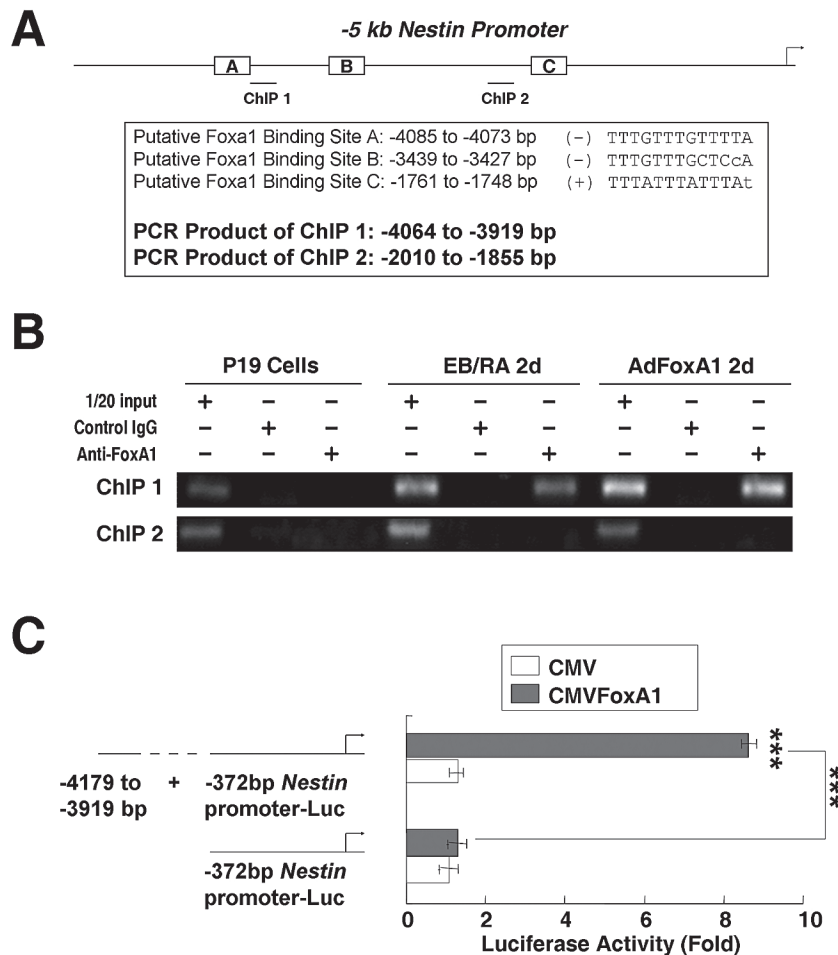 A
-5 kb Nestin Promoter
A B C
ChIP 1 ChIP 2
Putative Foxa1 Binding Site A: -4085 to -4073 bp (-) TTTGTTTGTTTTA
Putative Foxa1 Binding Site B: -3439 to -3427 bp (-) TTTGTTTGCTCcA
Putative Foxa1 Binding Site C: -1761 to -1748 bp (+) TTTATTTATTTAt
PCR Product of ChIP 1: -4064 to -3919 bp
PCR Product of ChIP 2: -2010 to -1855 bp
B
P19 Cells EB/RA 2d AdFoxA1 2d
1/20 input + – – + – – + – –
Control IgG – + – – + – – + –
Anti-FoxA1 – – + – – + – – +
ChIP 1
ChIP 2
C
CMV
CMVFoxA1
***
***
-4179 to + -372bp Nestin
-3919 bp promoter-Luc
-372bp Nestin
promoter-Luc
0 2 4 6 8 10
Luciferase Activity (Fold)